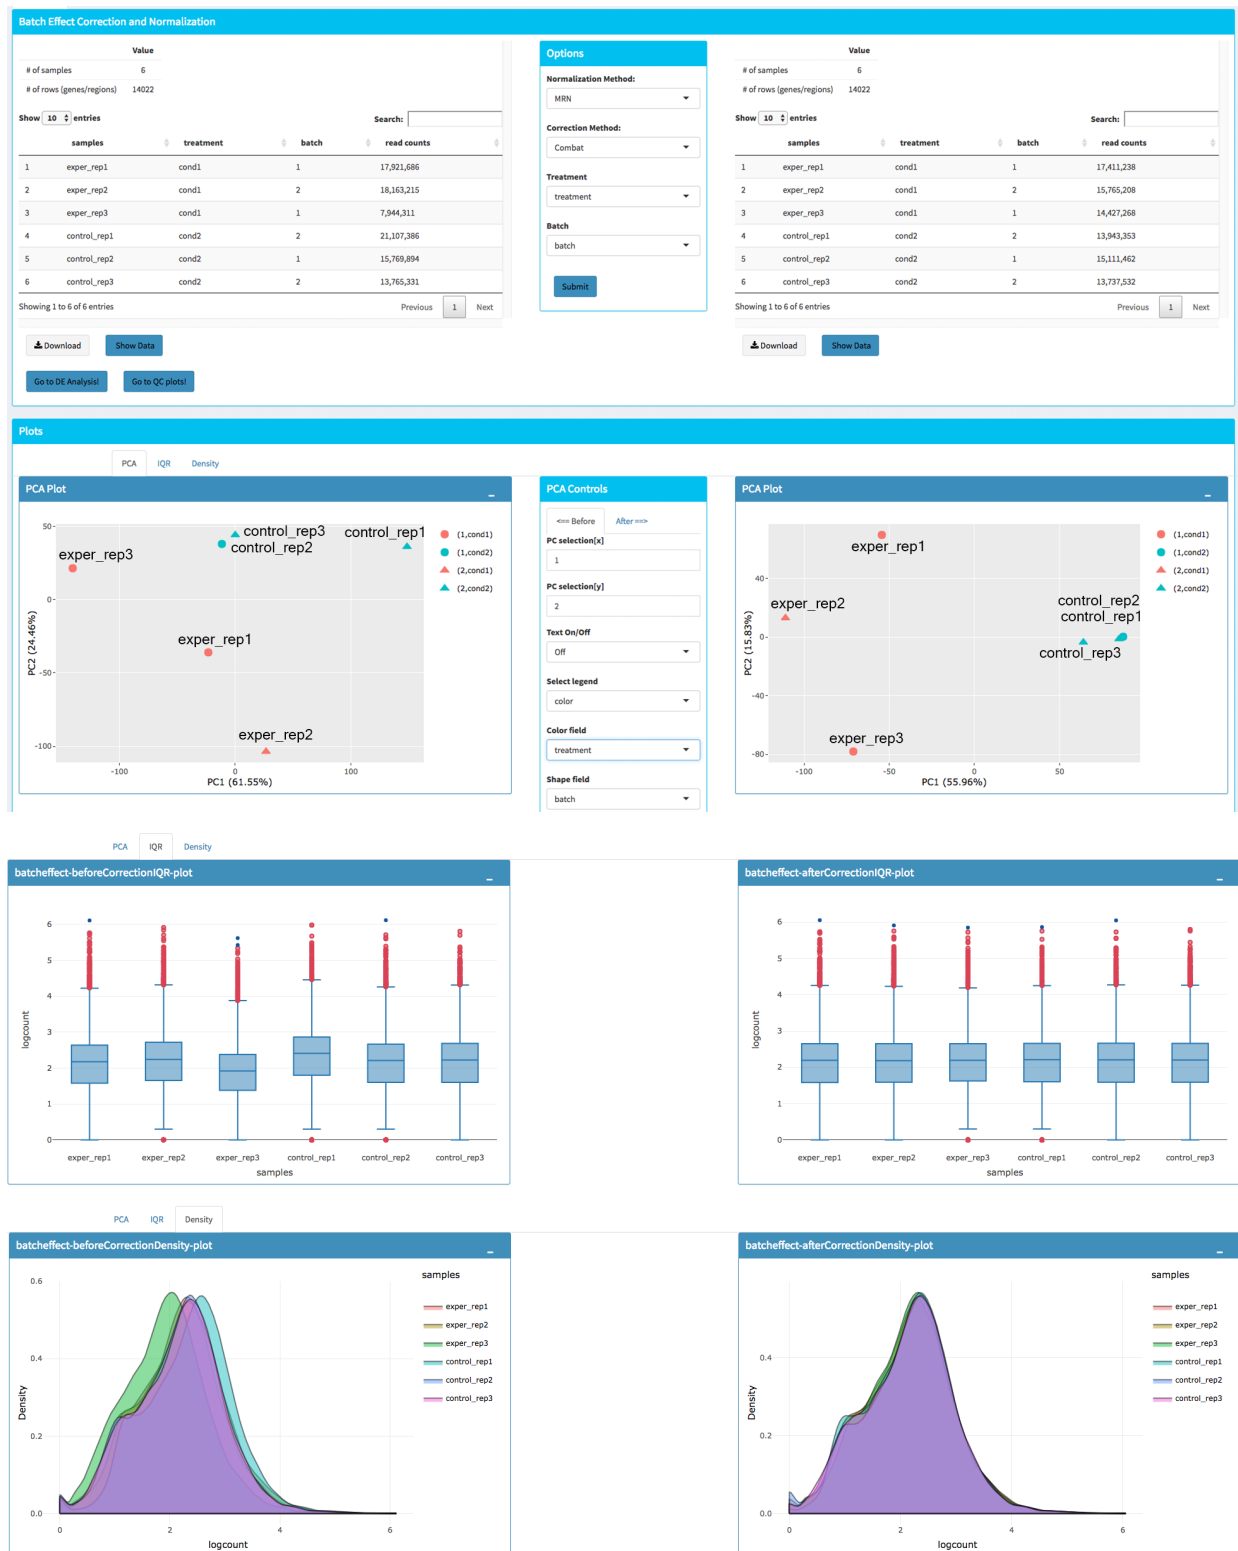 Batch Effect Correction and Normalization
Value
# of samples 6
# of rows (genes/regions) 14022
Show 10 entries Search:
samples treatment batch read counts
1 exper_rep1 cond1 1 17,921,686
2 exper_rep2 cond1 2 18,163,215
3 exper_rep3 cond1 1 7,944,311
4 control_rep1 cond2 2 21,107,386
5 control_rep2 cond2 1 15,769,894
6 control_rep3 cond2 2 13,765,331
Showing 1 to 6 of 6 entries Previous 1 Next
Download Show Data
Go to DE Analysis! Go to QC plots!
Options
Normalization Method:
MRN
Correction Method:
Combat
Treatment
treatment
Batch
batch
Submit
Value
# of samples 6
# of rows (genes/regions) 14022
Show 10 entries Search:
samples treatment batch read counts
1 exper_rep1 cond1 1 17,411,238
2 exper_rep2 cond1 2 15,765,208
3 exper_rep3 cond1 1 14,427,268
4 control_rep1 cond2 2 13,943,353
5 control_rep2 cond2 1 15,111,462
6 control_rep3 cond2 2 13,737,532
Showing 1 to 6 of 6 entries Previous 1 Next
Download Show Data
Plots
PCA IQR Density
PCA Plot
50
0
-50
-100
PC2 (24.46%)
exper_rep3
control_rep3
control_rep2
control_rep1
exper_rep1
exper_rep2
-100 0 100
PC1 (61.55%)
(1,cond1)
(1,cond2)
(2,cond1)
(2,cond2)
PCA Controls
<== Before After ==>
PC selection[x]
1
PC selection[y]
2
Text On/Off
Off
Select legend
color
Color field
treatment
Shape field
batch
PCA Plot
40
0
-40
-80
PC2 (15.83%)
exper_rep1
exper_rep2
control_rep2
control_rep1
control_rep3
exper_rep3
-100 -50 0 50
PC1 (55.96%)
(1,cond1)
(1,cond2)
(2,cond1)
(2,cond2)
PCA IQR Density
batcheffect-beforeCorrectionIQR-plot
6
5
4
3
2
1
0
logcount
exper_rep1 exper_rep2 exper_rep3 control_rep1 control_rep2 control_rep3
samples
batcheffect-afterCorrectionIQR-plot
6
5
4
3
2
1
0
logcount
exper_rep1 exper_rep2 exper_rep3 control_rep1 control_rep2 control_rep3
samples
PCA IQR Density
batcheffect-beforeCorrectionDensity-plot
0.6
0.4
0.2
0.0
Density
0 2 4 6
logcount
samples
exper_rep1
exper_rep2
exper_rep3
control_rep1
control_rep2
control_rep3
batcheffect-afterCorrectionDensity-plot
0.4
0.2
0.0
Density
0 2 4 6
logcount
samples
exper_rep1
exper_rep2
exper_rep3
control_rep1
control_rep2
control_rep3